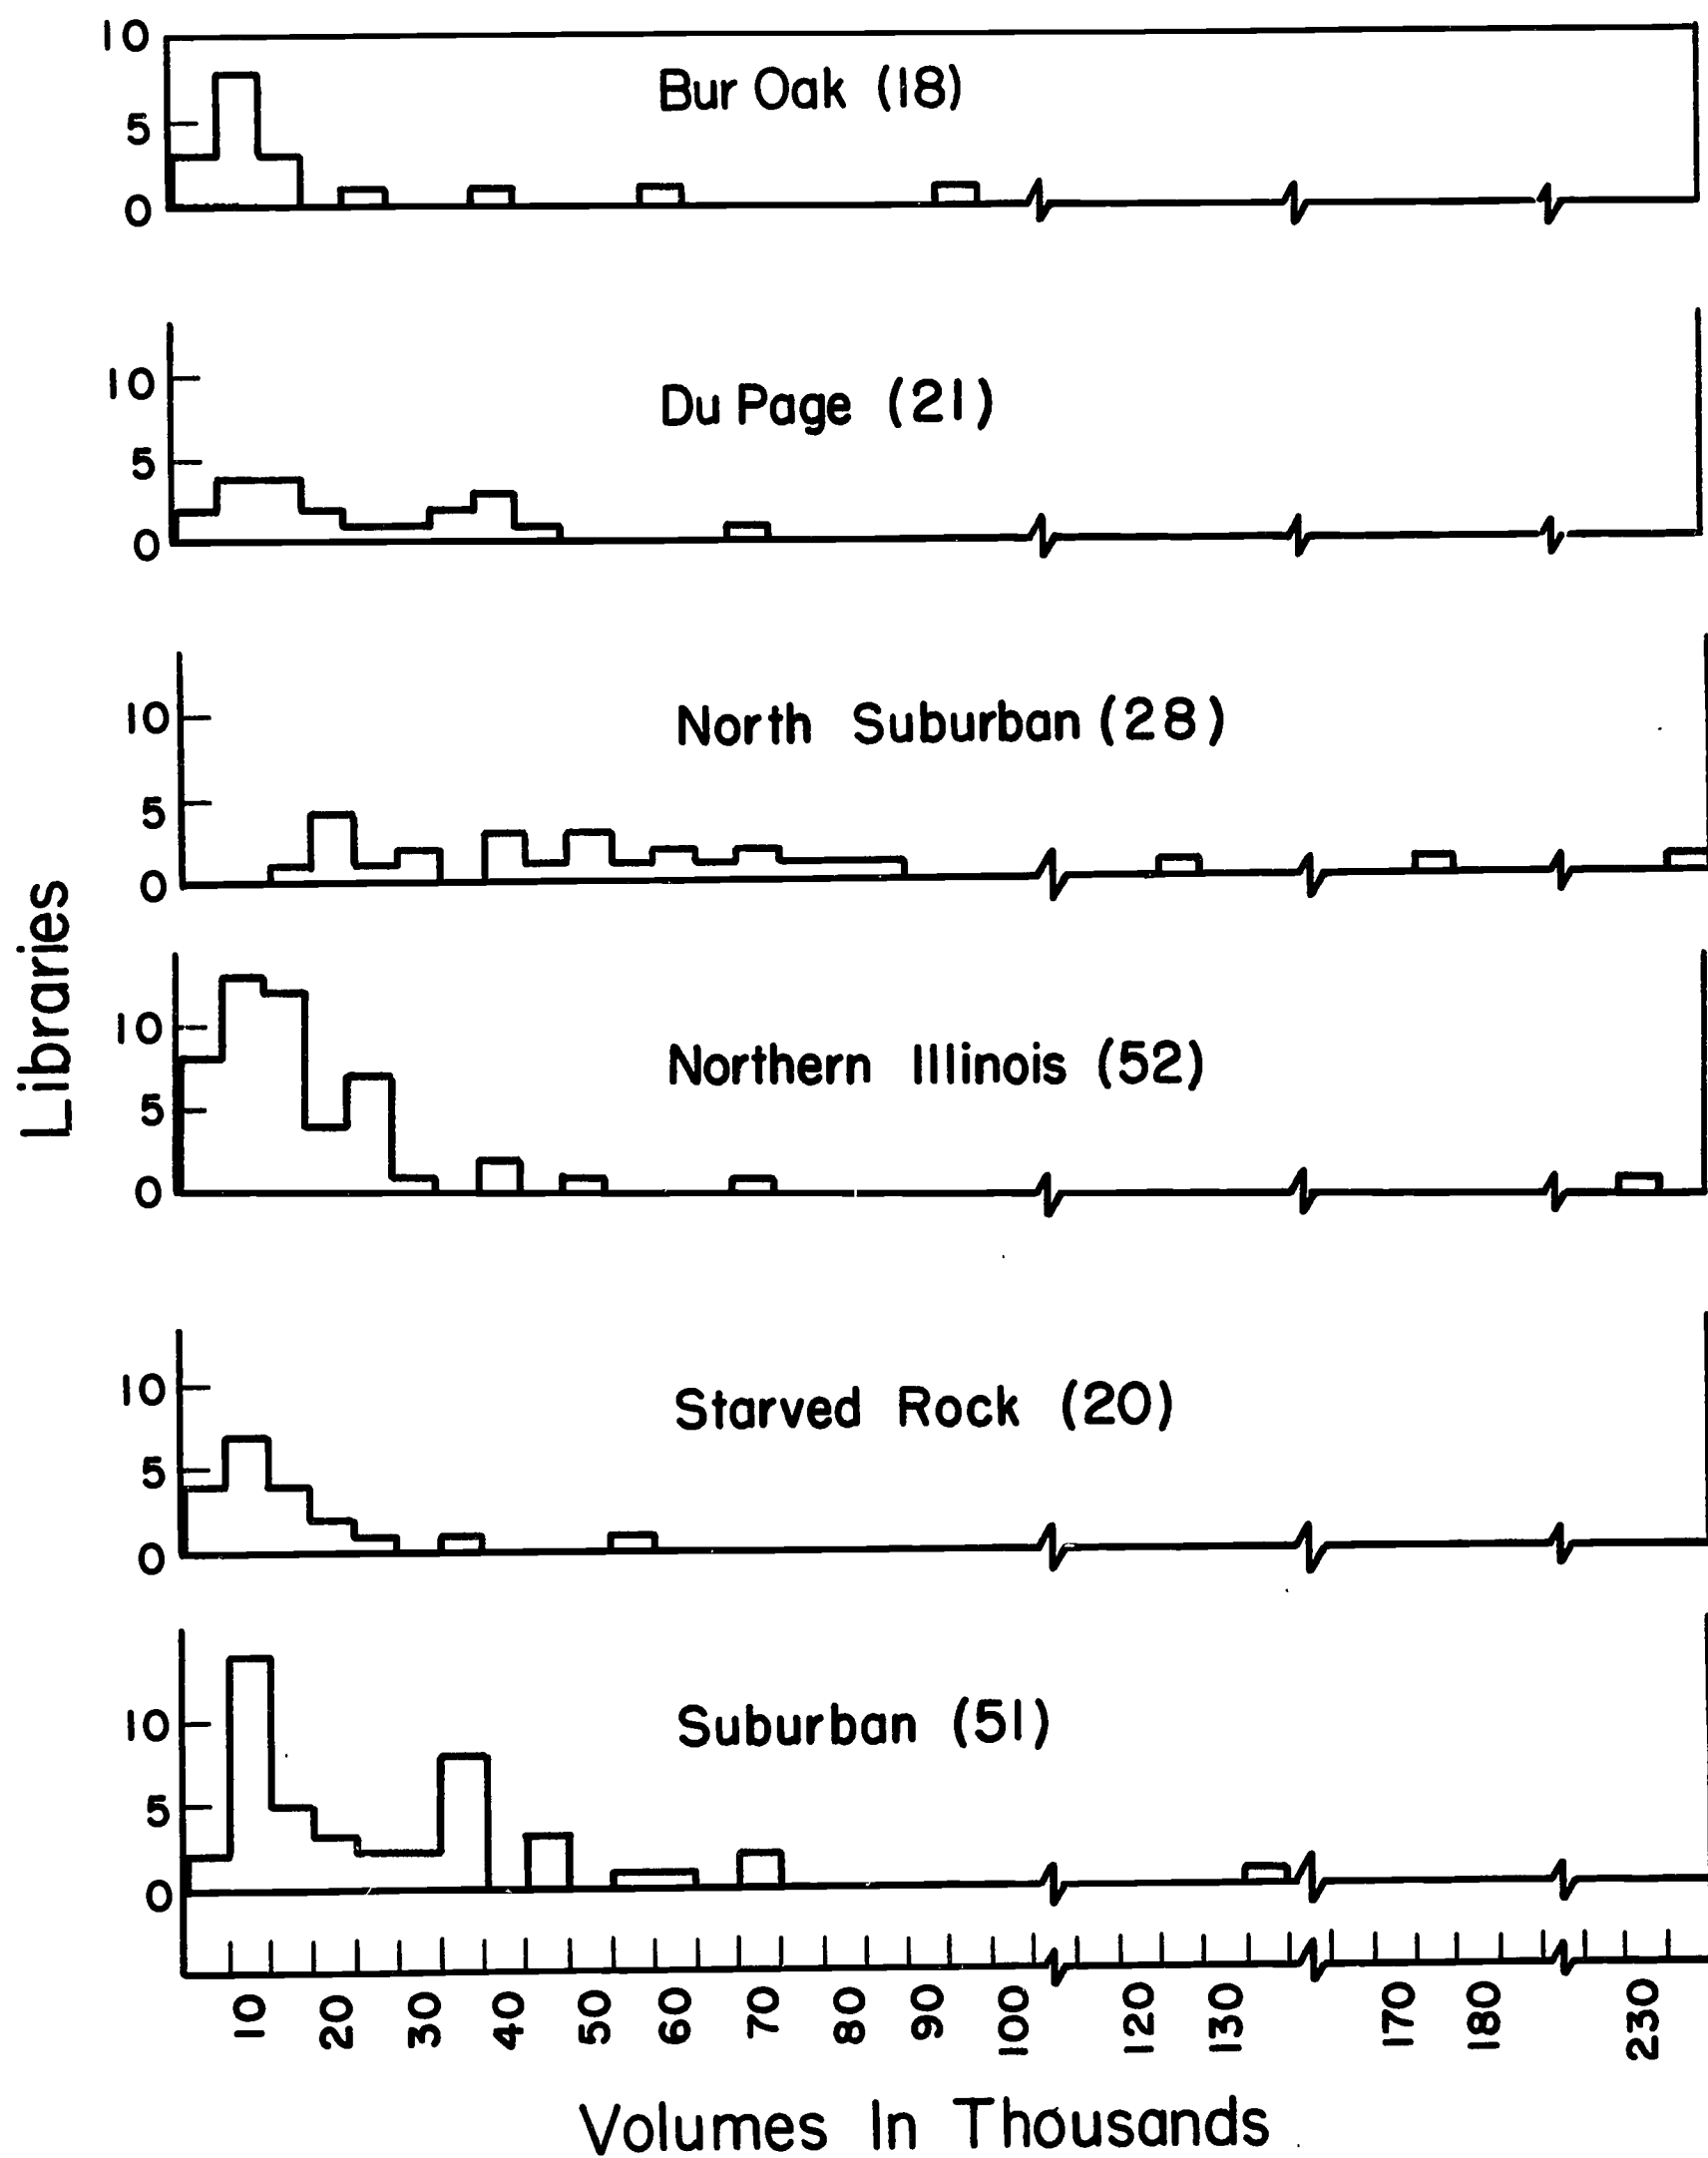 10
Bur Oak (18)
5
0
10
Du Page (21)
5
0
North Suburban (28)
10
5
0
Libraries
10
Northern Illinois (52)
5
0
10
Starved Rock (20)
5
0
10
Suburban (51)
5
0
10 20 30 40 50 60 70 80 90 100 120 130 170 180 230
Volumes In Thousands